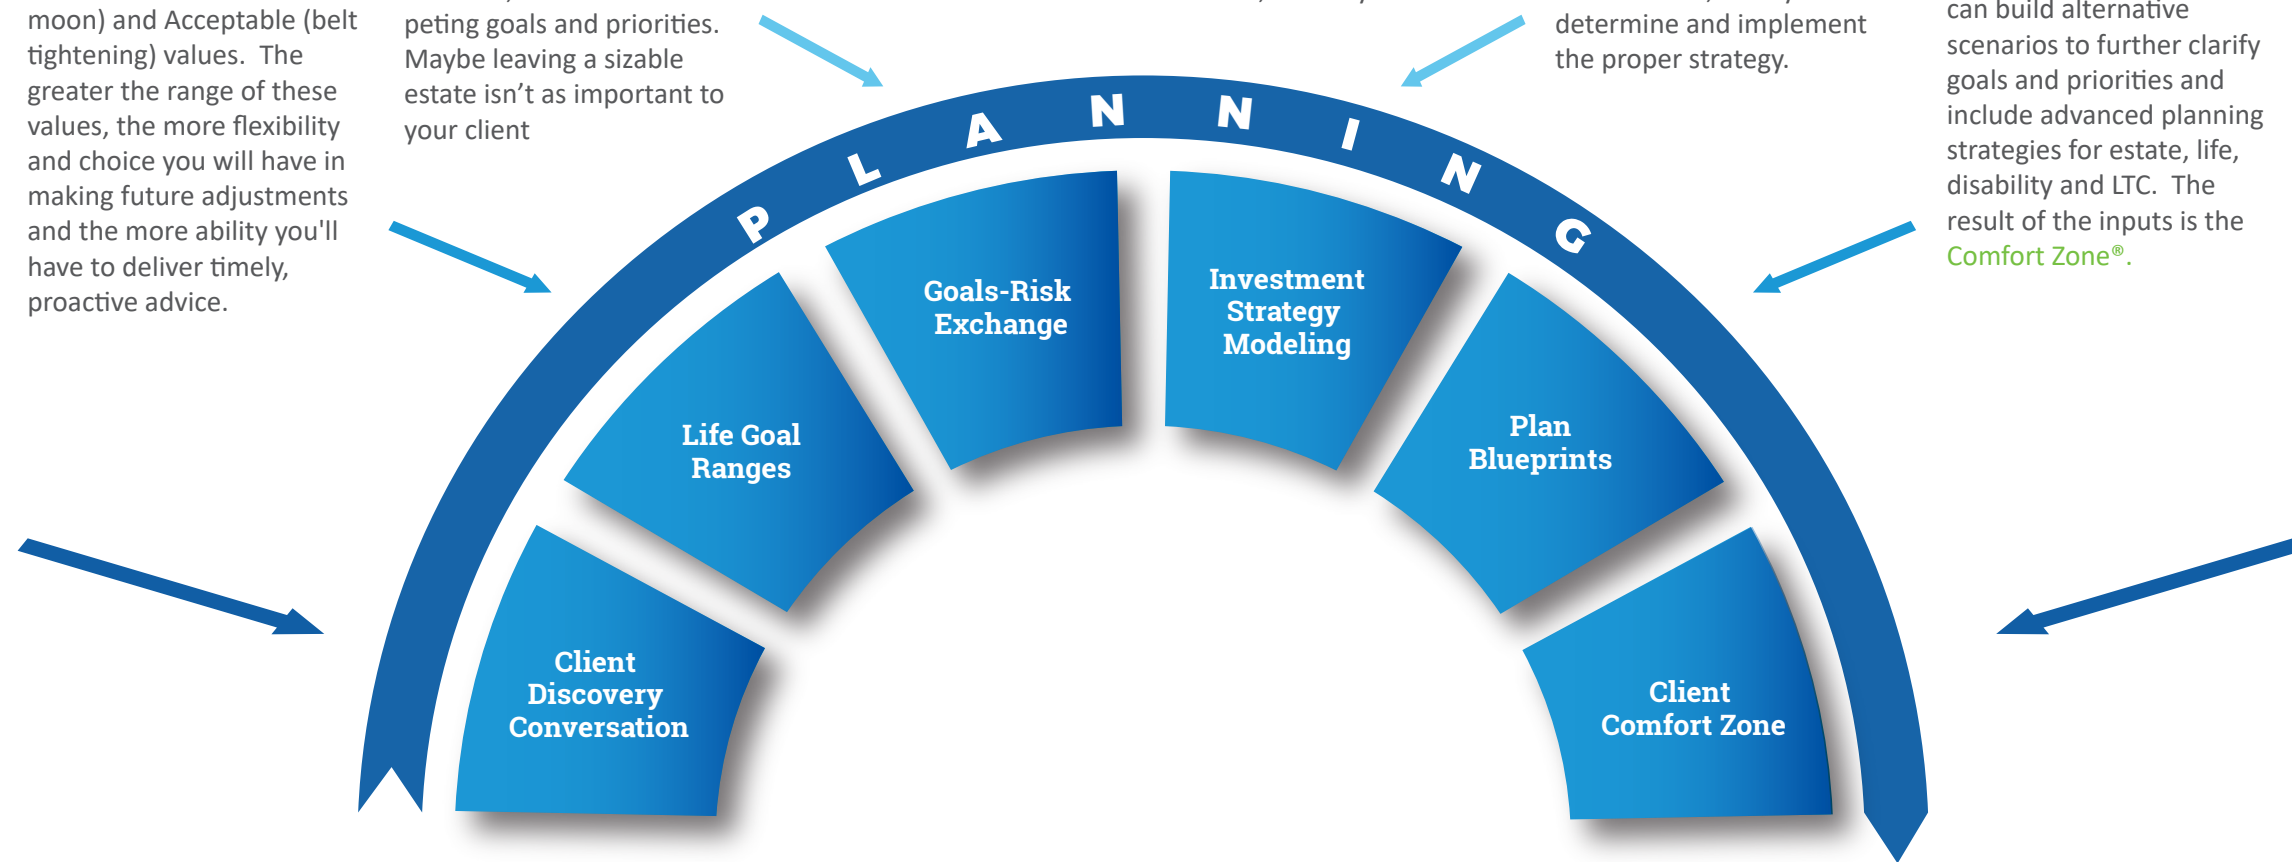 moon) and Acceptable (belt
tightening) values.  The
greater the range of these
values, the more flexibility
and choice you will have in
making future adjustments
and the more ability you'll
have to deliver timely,
proactive advice.
peting goals and priorities.
Maybe leaving a sizable
estate isn't as important to
your client
determine and implement
the proper strategy.
can build alternative
scenarios to further clarify
goals and priorities and
include advanced planning
strategies for estate, life,
disability and LTC.  The
result of the inputs is the
Comfort Zone®.
PLANNING
Client
Discovery
Conversation
Life Goal
Ranges
Goals-Risk
Exchange
Investment
Strategy
Modeling
Plan
Blueprints
Client
Comfort Zone